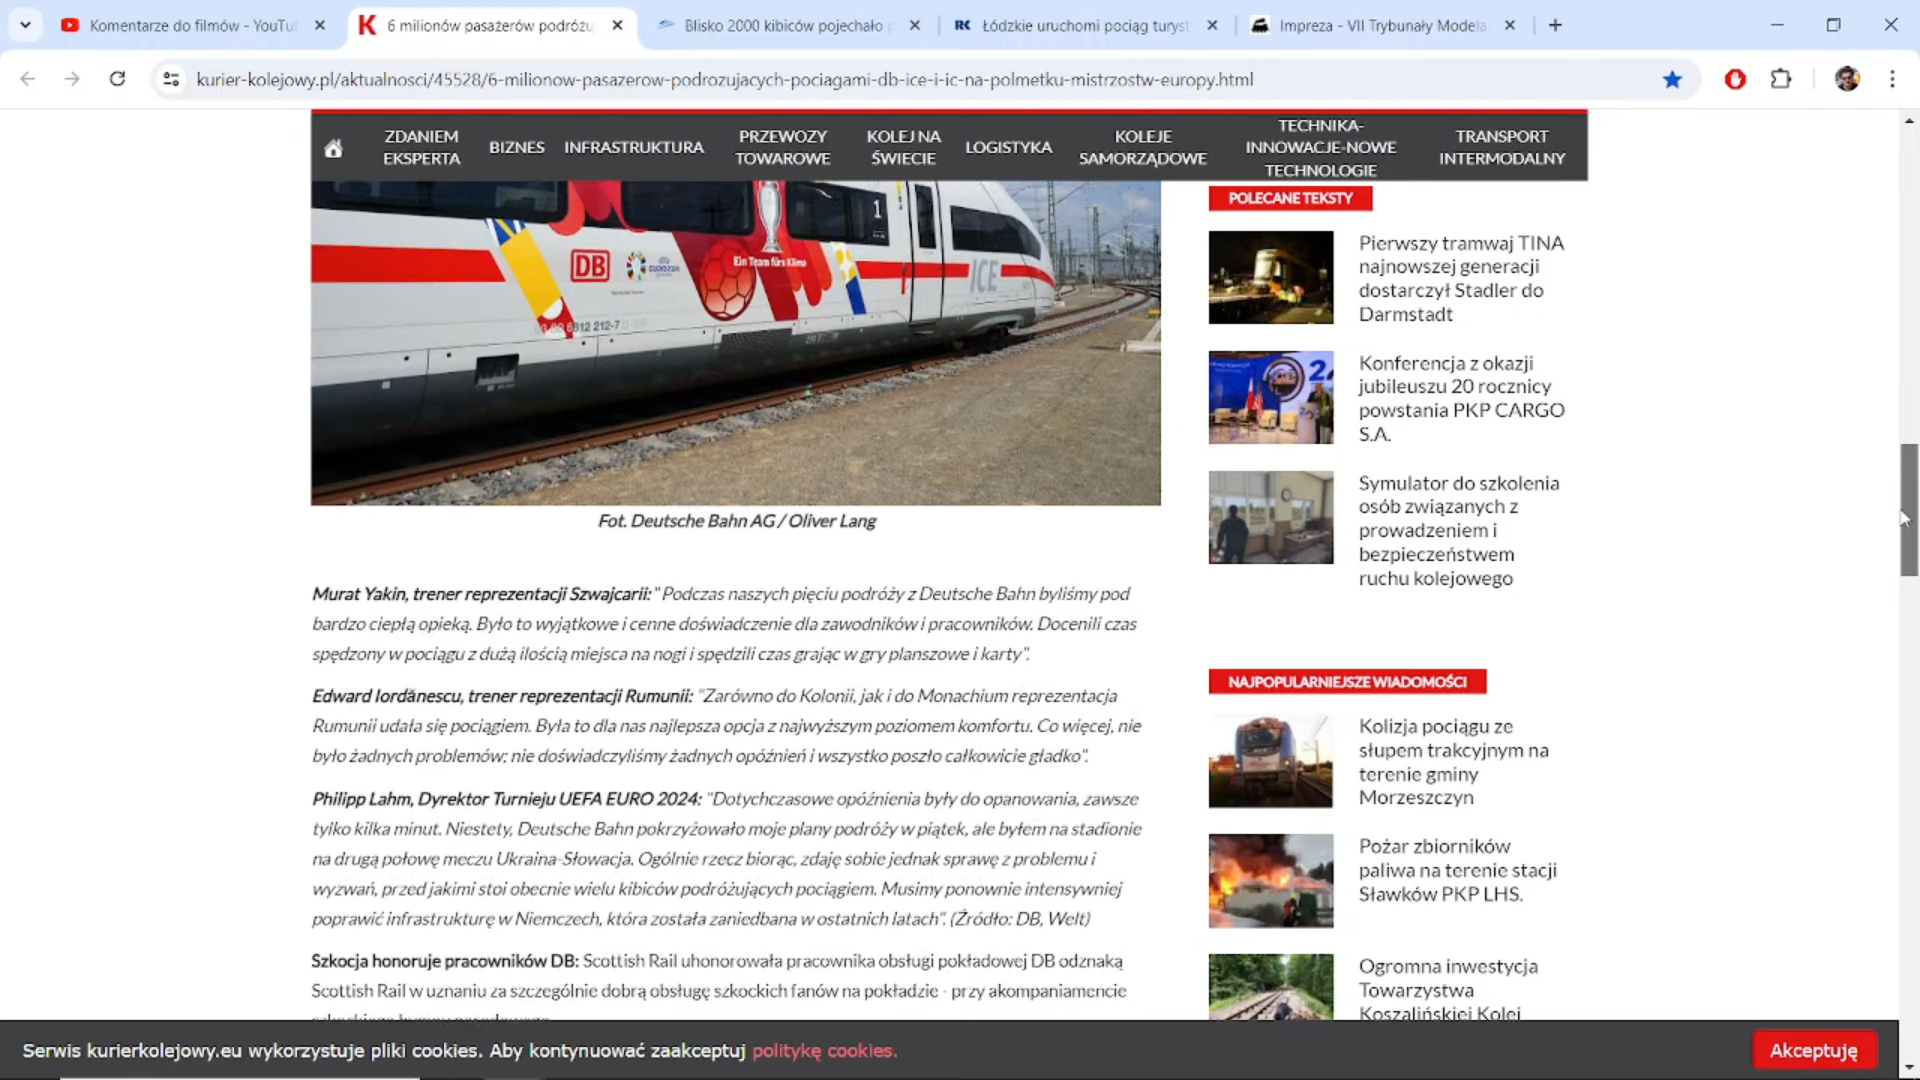 Komentarze do filmów - YouTu
6 milionów pasażerów podróżu
Blisko 2000 kibiców pojechało p
RK Łódzkie uruchomi pociąg turyst
Impreza - VII Trybunały Modela
kurier-kolejowy.pl/aktualnosci/45528/6-milionow-pasazerow-podrozujacych-pociagami-db-ice-i-ic-na-polmetku-mistrzostw-europy.html
ZDANIEM
EKSPERTA
BIZNES
INFRASTRUKTURA
PRZEWOZY
TOWAROWE
KOLEJ NA
ŚWIECIE
LOGISTYKA
KOLEJE
SAMORZĄDOWE
TECHNIKA-
INNOWACJE-NOWE
TECHNOLOGIE
TRANSPORT
INTERMODALNY
1
DB
Ein Team fürs Klima
ICE
Fot. Deutsche Bahn AG / Oliver Lang
Murat Yakin, trener reprezentacji Szwajcarii: "Podczas naszych pięciu podróży z Deutsche Bahn byliśmy pod
bardzo ciepłą opieką. Było to wyjątkowe i cenne doświadczenie dla zawodników i pracowników. Docenili czas
spędzony w pociągu z dużą ilością miejsca na nogi i spędzili czas grając w gry planszowe i karty".
Edward Iordănescu, trener reprezentacji Rumunii: "Zarówno do Kolonii, jak i do Monachium reprezentacja
Rumunii udała się pociągiem. Była to dla nas najlepsza opcja z najwyższym poziomem komfortu. Co więcej, nie
było żadnych problemów; nie doświadczyliśmy żadnych opóźnień i wszystko poszło całkowicie gładko".
Philipp Lahm, Dyrektor Turnieju UEFA EURO 2024: "Dotychczasowe opóźnienia były do opanowania, zawsze
tylko kilka minut. Niestety, Deutsche Bahn pokrzyżowało moje plany podróży w piątek, ale byłem na stadionie
na drugą połowę meczu Ukraina-Słowacja. Ogólnie rzecz biorąc, zdaję sobie jednak sprawę z problemu i
wyzwań, przed jakimi stoi obecnie wielu kibiców podróżujących pociągiem. Musimy ponownie intensywniej
poprawić infrastrukturę w Niemczech, która została zaniedbana w ostatnich latach". (Źródło: DB, Welt)
Szkocja honoruje pracowników DB: Scottish Rail uhonorowała pracownika obsługi pokładowej DB odznaką
Scottish Rail w uznaniu za szczególnie dobrą obsługę szkockich fanów na pokładzie - przy akompaniamencie
POLECANE TEKSTY
Pierwszy tramwaj TINA
najnowszej generacji
dostarczył Stadler do
Darmstadt
Konferencja z okazji
jubileuszu 20 rocznicy
powstania PKP CARGO
S.A.
Symulator do szkolenia
osób związanych z
prowadzeniem i
bezpieczeństwem
ruchu kolejowego
NAJPOPULARNIEJSZE WIADOMOŚCI
Kolizja pociągu ze
słupem trakcyjnym na
terenie gminy
Morzeszczyn
Pożar zbiorników
paliwa na terenie stacji
Sławków PKP LHS.
Ogromna inwestycja
Towarzystwa
Koszalińskiej Kolei
Serwis kurierkolejowy.eu wykorzystuje pliki cookies. Aby kontynuować zaakceptuj politykę cookies.
Akceptuję